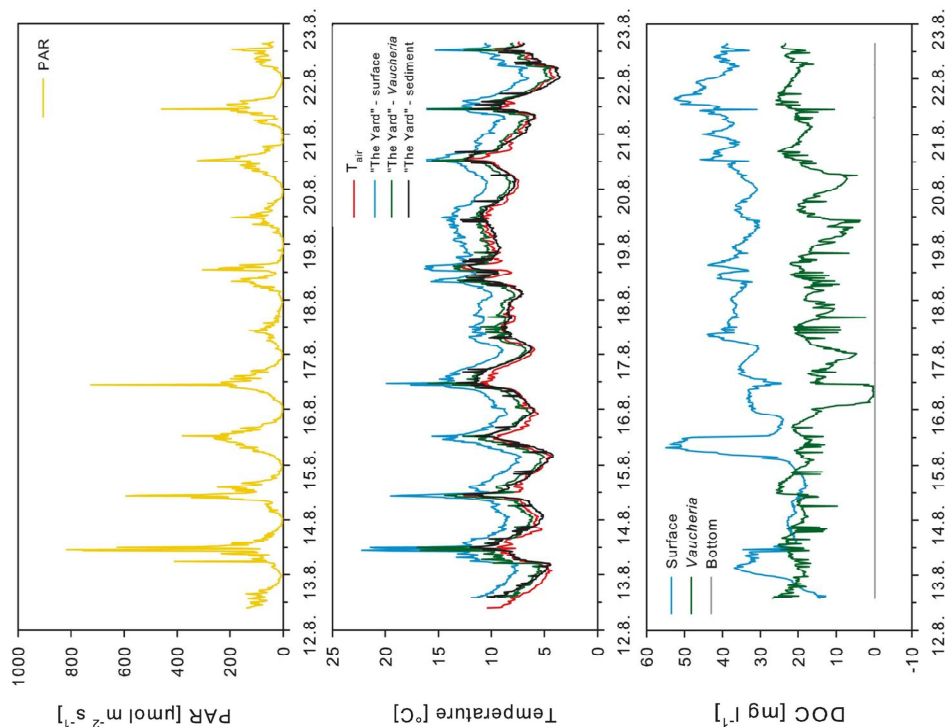 PAR [µmol m⁻² s⁻¹]
1000
800
600
400
200
0
PAR
12.8. 13.8. 14.8. 15.8. 16.8. 17.8. 18.8. 19.8. 20.8. 21.8. 22.8. 23.8.
Temperature [°C]
25
20
15
10
5
0
T air
"The Yard" - surface
"The Yard" - Vaucheria
"The Yard" - sediment
12.8. 13.8. 14.8. 15.8. 16.8. 17.8. 18.8. 19.8. 20.8. 21.8. 22.8. 23.8.
DOC [mg l⁻¹]
60
50
40
30
20
10
0
-10
Surface
Vaucheria
Bottom
12.8. 13.8. 14.8. 15.8. 16.8. 17.8. 18.8. 19.8. 20.8. 21.8. 22.8. 23.8.